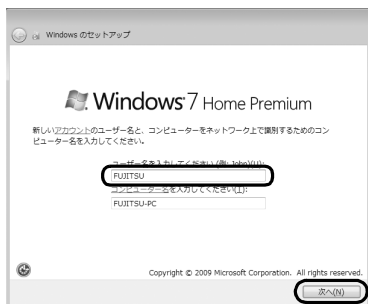 Windows のセットアップ
Windows 7 Home Premium
新しいアカウントのユーザー名と、コンピューターをネットワーク上で識別するためのコン
ピューター名を入力してください。
ユーザー名を入力してください (例: John)(U):
FUJITSU
コンピューター名を入力してください(T):
FUJITSU-PC
Copyright © 2009 Microsoft Corporation. All rights reserved.
次へ(N)